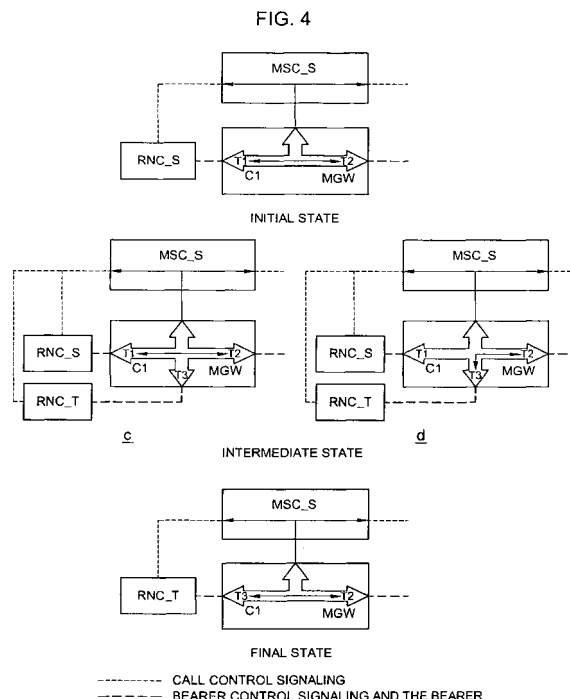 FIG. 4
MSC_S
RNC_S
T1
T2
C1
MGW
INITIAL STATE
MSC_S
MSC_S
RNC_S
T1
T2
C1
MGW
T3
RNC_T
RNC_S
T1
T2
C1
MGW
T3
RNC_T
c
d
INTERMEDIATE STATE
MSC_S
RNC_T
T3
T2
C1
MGW
FINAL STATE
CALL CONTROL SIGNALING
BEARER CONTROL SIGNALING AND THE BEARER